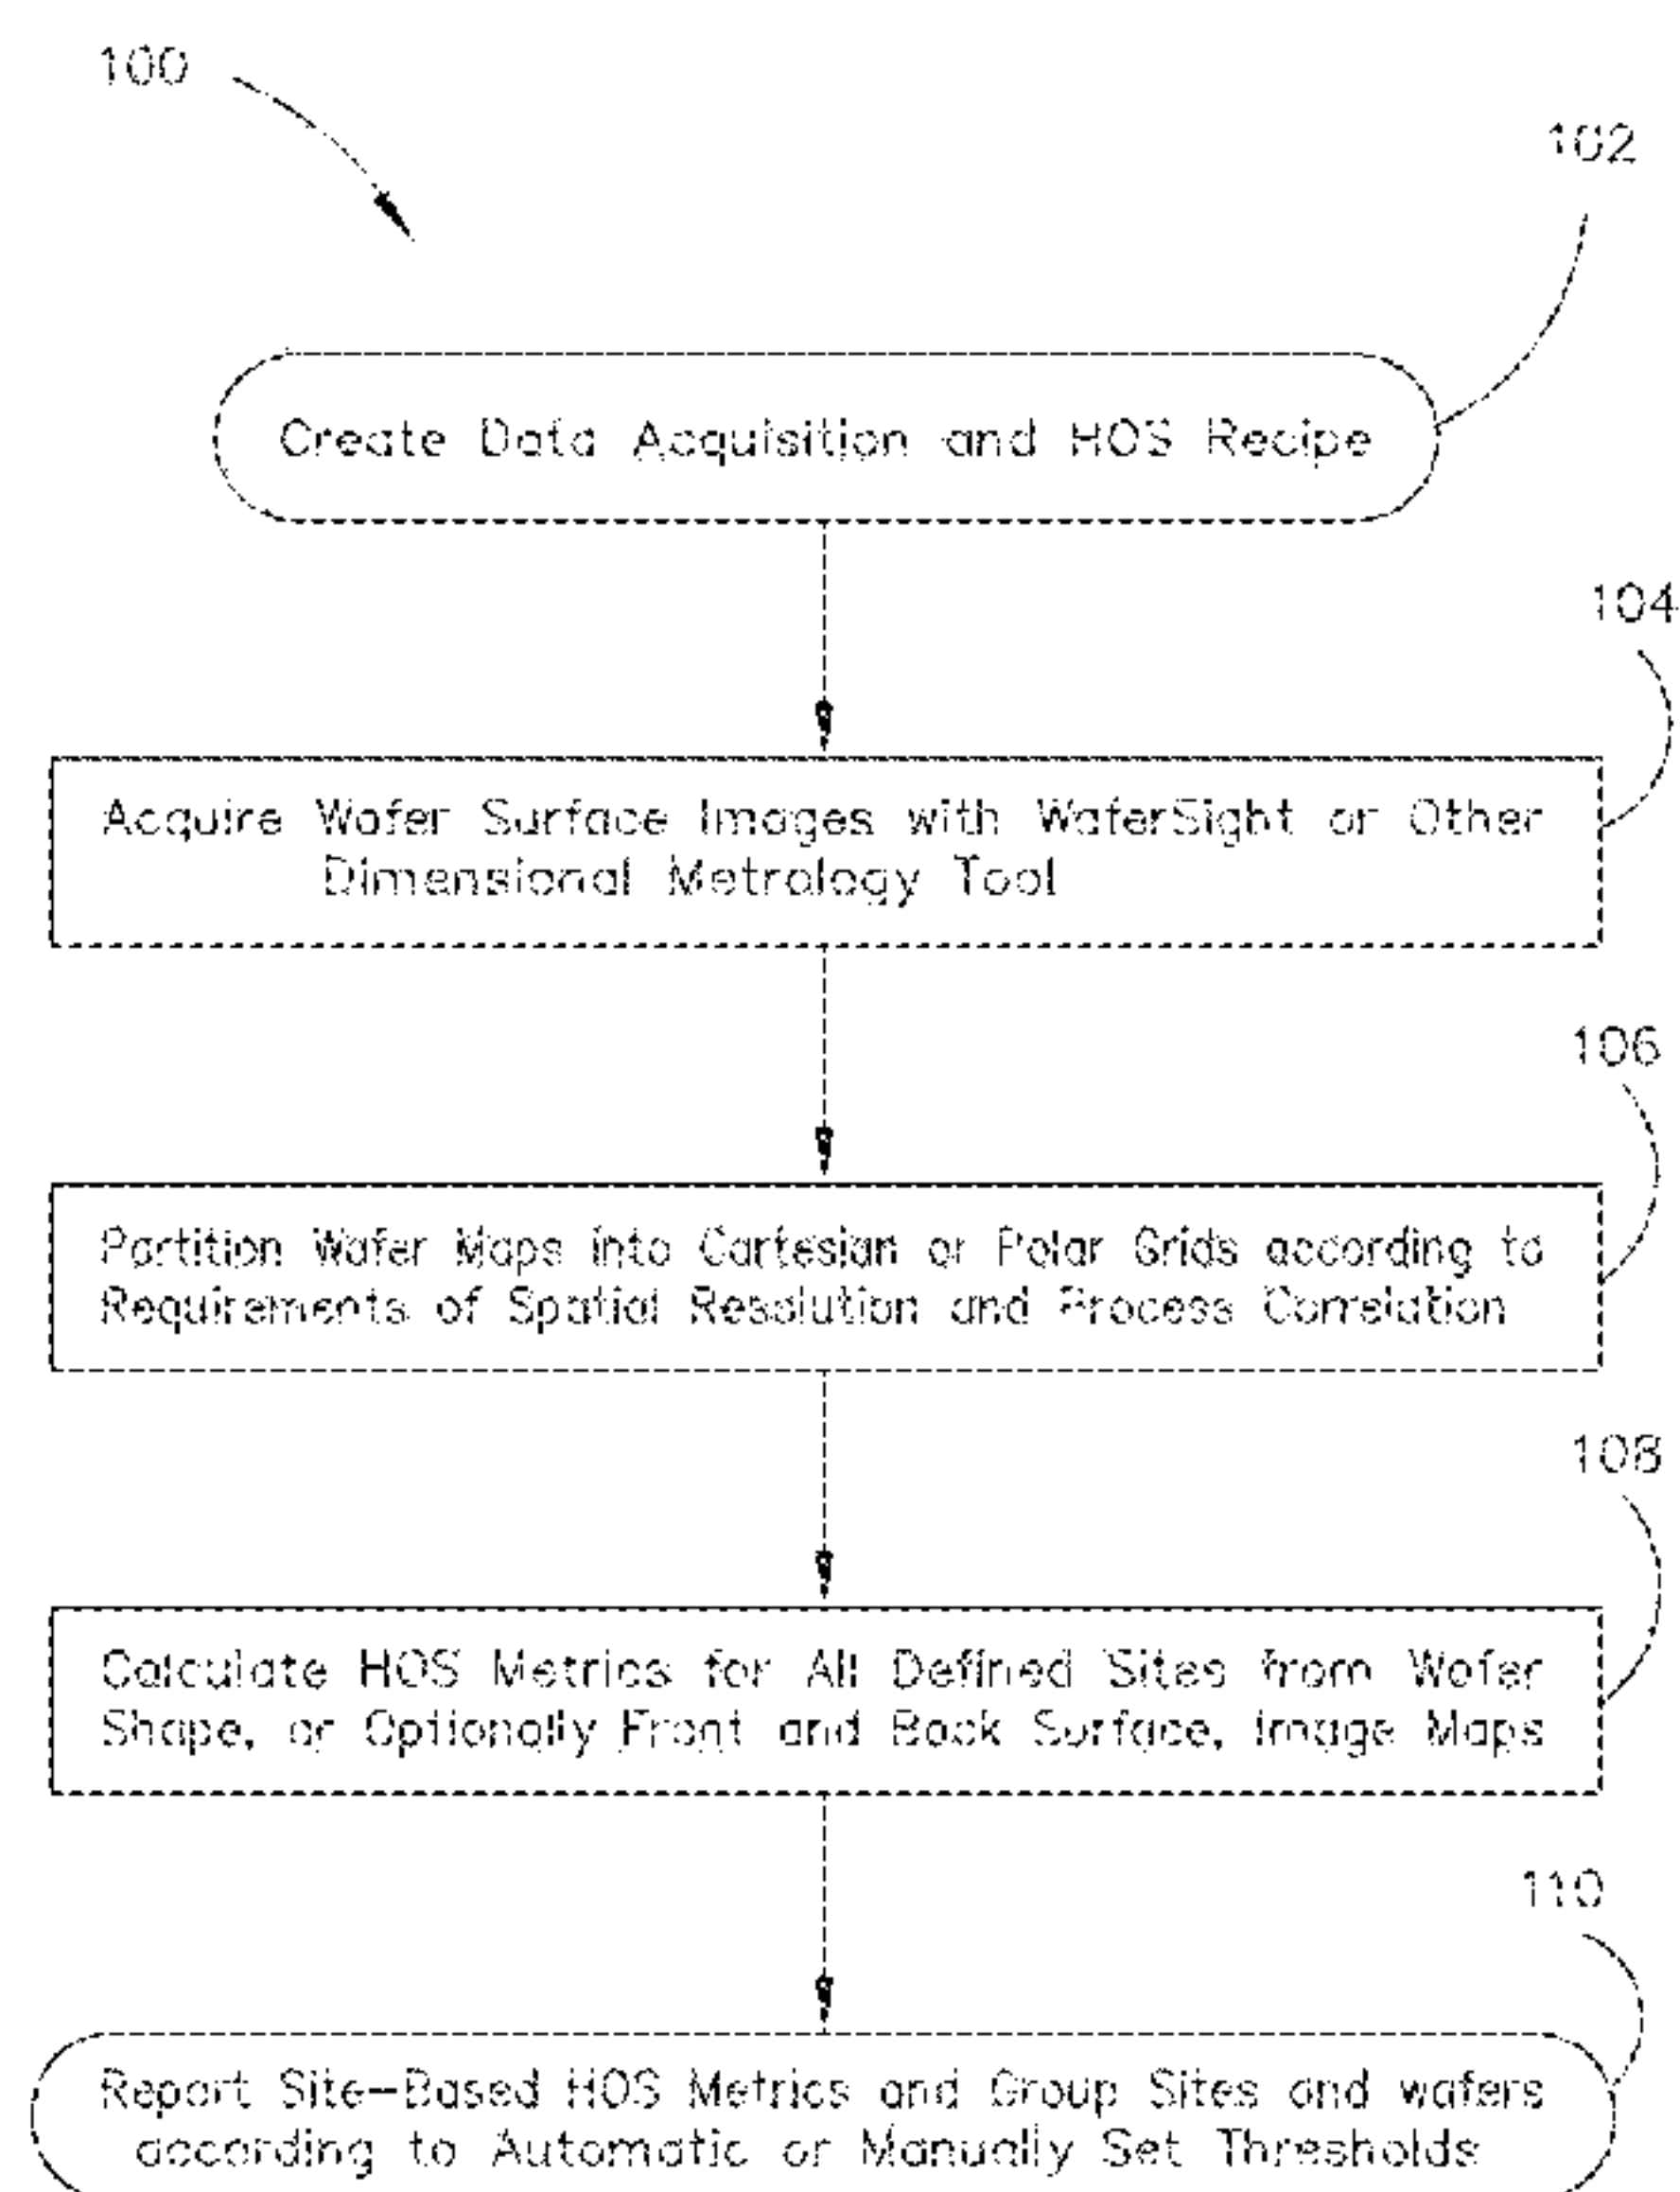 100
102
Create Data Acquisition and HOS Recipe
104
Acquire Wafer Surface Images with WaferSight or Other
Dimensional Metrology Tool
106
Partition Wafer Maps into Cartesian or Polar Grids according to
Requirements of Spatial Resolution and Process Correlation
108
Calculate HOS Metrics for All Defined Sites from Wafer
Shape, or Optionally Front and Back Surface, Image Maps
110
Report Site-Based HOS Metrics and Group Sites and wafers
according to Automatic or Manually Set Thresholds